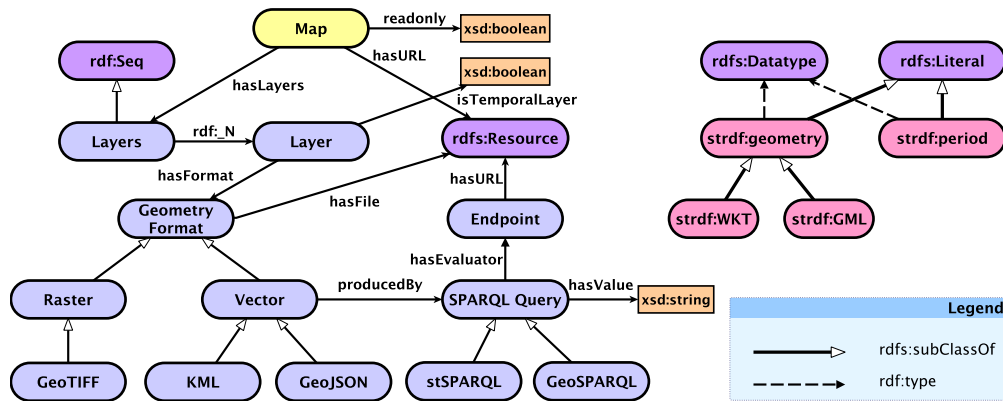 Map
readonly
xsd:boolean
rdf:Seq
hasURL
hasLayers
xsd:boolean
isTemporalLayer
Layers
rdf:_N
Layer
rdfs:Resource
hasFormat
hasURL
hasFile
Geometry
Format
Endpoint
hasEvaluator
Raster
Vector
producedBy
SPARQL Query
hasValue
xsd:string
GeoTIFF
KML
GeoJSON
stSPARQL
GeoSPARQL
rdfs:Datatype
rdfs:Literal
strdf:geometry
strdf:period
strdf:WKT
strdf:GML
Legend
rdfs:subClassOf
rdf:type